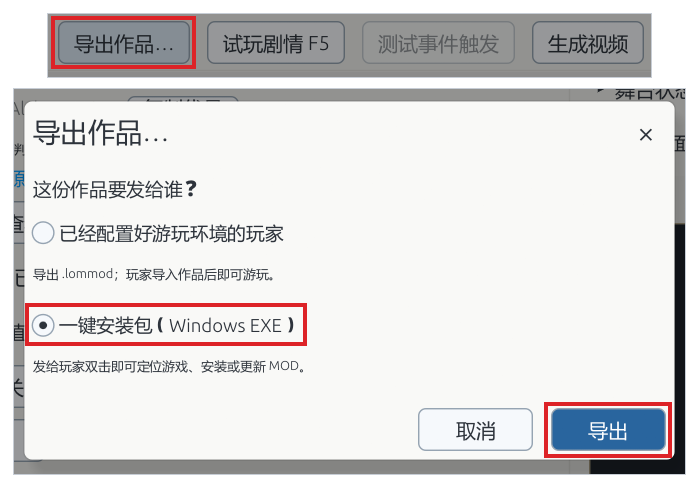 导出作品...
试玩剧情 F5
测试事件触发
生成视频
导出作品...
×
这份作品要发给谁?
已经配置好游玩环境的玩家
导出 .lommod；玩家导入作品后即可游玩。
一键安装包（Windows EXE）
发给玩家双击即可定位游戏、安装或更新 MOD。
取消
导出